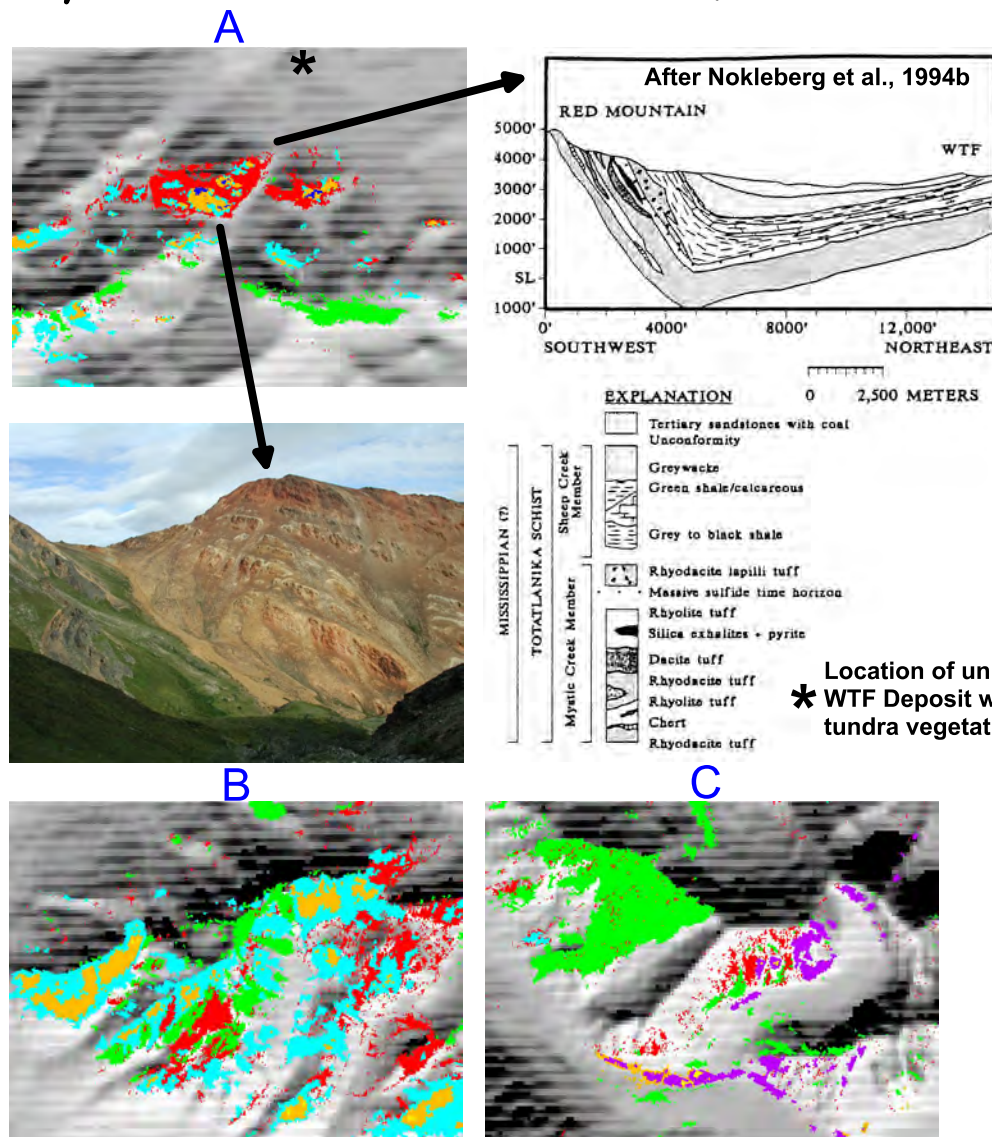 A
*
After Nokleberg et al., 1994b
RED MOUNTAIN
WTF
5000'
4000'
3000'
2000'
1000'
SL
1000'
0' 4000' 8000' 12,000'
SOUTHWEST NORTHEAST
EXPLANATION
0 2,500 METERS
Tertiary sandstones with coal
Unconformity
Greywacke
Green shale/calcareous
Grey to black shale
Rhyodacite lapilli tuff
Massive sulfide time horizon
Rhyolite tuff
Silica exhalites + pyrite
Dacite tuff
Rhyodacite tuff
Rhyolite tuff
Chert
Rhyodacite tuff
MISSISSIPPIAN (?)
TOTATLANIKA SCHIST
Sheep Creek
Member
Mystic Creek Member
Location of un
* WTF Deposit w
tundra vegetat
B
C